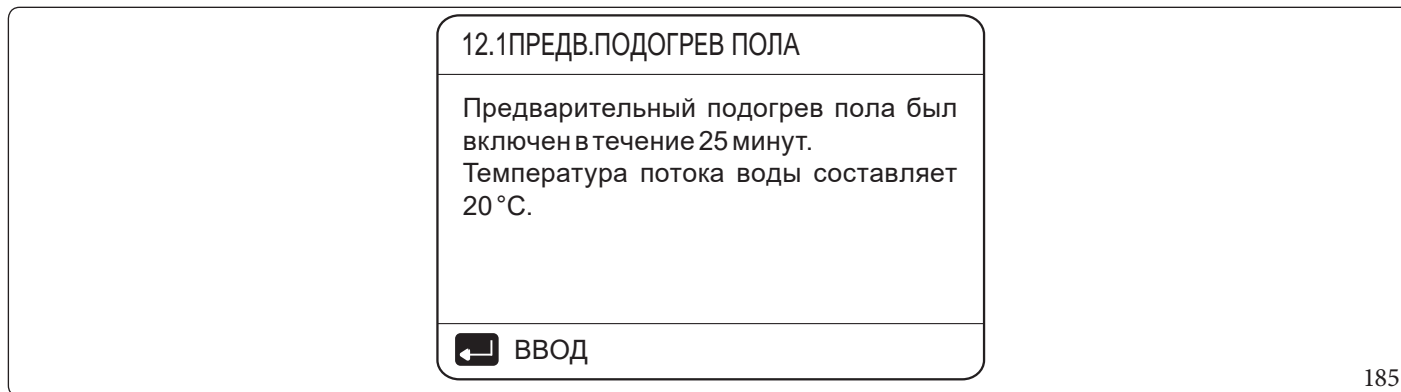 12.1ПРЕДВ.ПОДОГРЕВ ПОЛА
Предварительный подогрев пола был
включен в течение 25 минут.
Температура потока воды составляет
20 °C.
ВВОД
185